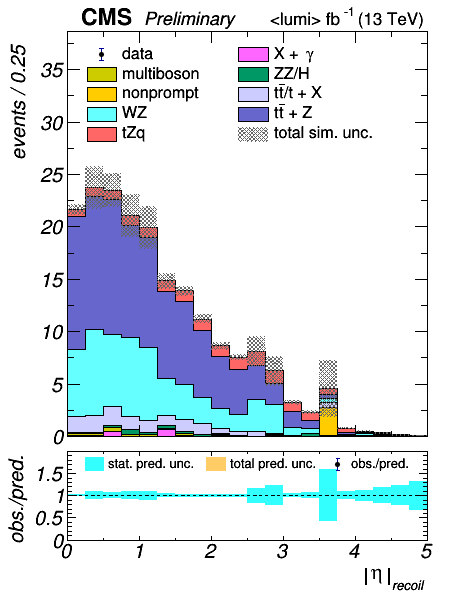 CMS Preliminary <lumi> fb⁻¹ (13 TeV)
events / 0.25
data
multiboson
nonprompt
WZ
tZq
X + γ
ZZ/H
tt̄/t + X
tt̄ + Z
total sim. unc.
35
30
25
20
15
10
5
0
obs./pred.
stat. pred. unc. total pred. unc. obs./pred.
1.5
1
0.5
0
0 1 2 3 4 5
|η|recoil